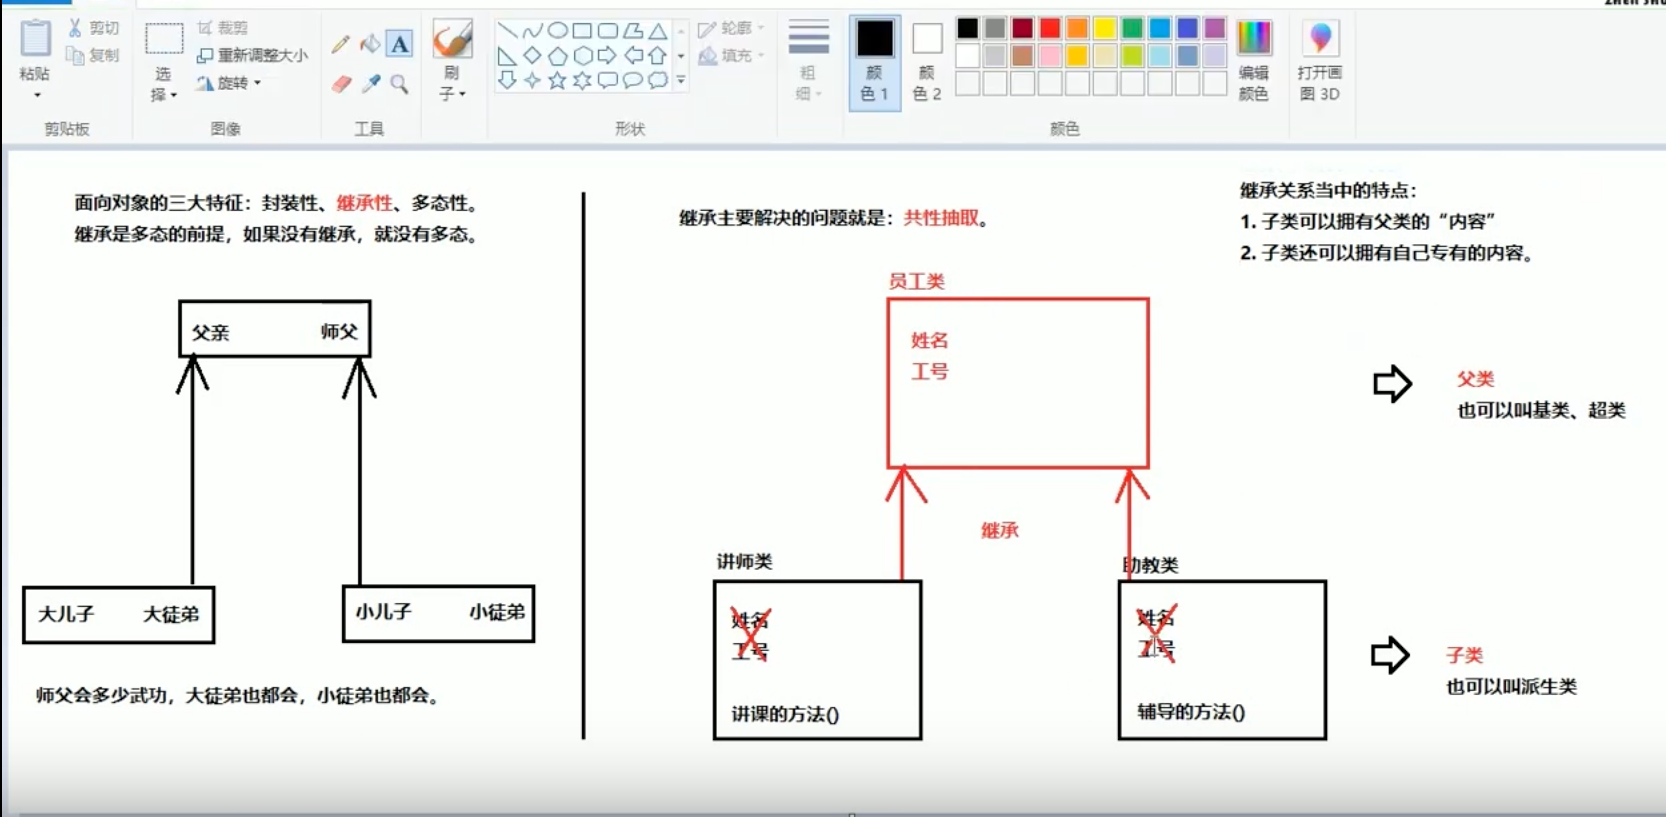 剪切
复制
粘贴
剪贴板
裁剪
重新调整大小
旋转
选
择
图像
A
工具
刷
子
轮廓
填充
形状
粗
细
颜
色 1
颜
色 2
编辑
颜色
颜色
打开画
图 3D
面向对象的三大特征：封装性、继承性、多态性。
继承是多态的前提，如果没有继承，就没有多态。
父亲 师父
大儿子 大徒弟
小儿子 小徒弟
师父会多少武功，大徒弟也都会，小徒弟也都会。
继承主要解决的问题就是：共性抽取。
员工类
姓名
工号
继承
讲师类
姓名
工号
讲课的方法()
助教类
姓名
工号
辅导的方法()
继承关系当中的特点：
1. 子类可以拥有父类的“内容”
2. 子类还可以拥有自己专有的内容。
父类
也可以叫基类、超类
子类
也可以叫派生类